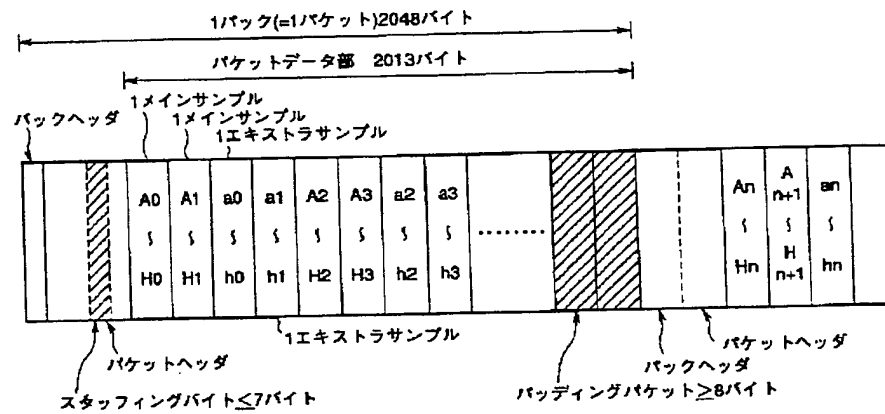 1パック(=1パケット)2048バイト
パケットデータ部 2013バイト
1メインサンプル
パックヘッダ
1メインサンプル
1エキストラサンプル
A0 A1 a0 a1 A2 A3 a2 a3 An A n+1 an
∫ ∫ ∫ ∫ ∫ ∫ ∫ ∫ ......... ∫ ∫ ∫
H0 H1 h0 h1 H2 H3 h2 h3 Hn H n+1 hn
1エキストラサンプル
パケットヘッダ
パケットヘッダ
パックヘッダ
スタッフィングバイト≦7バイト
パッディングパケット≧8バイト